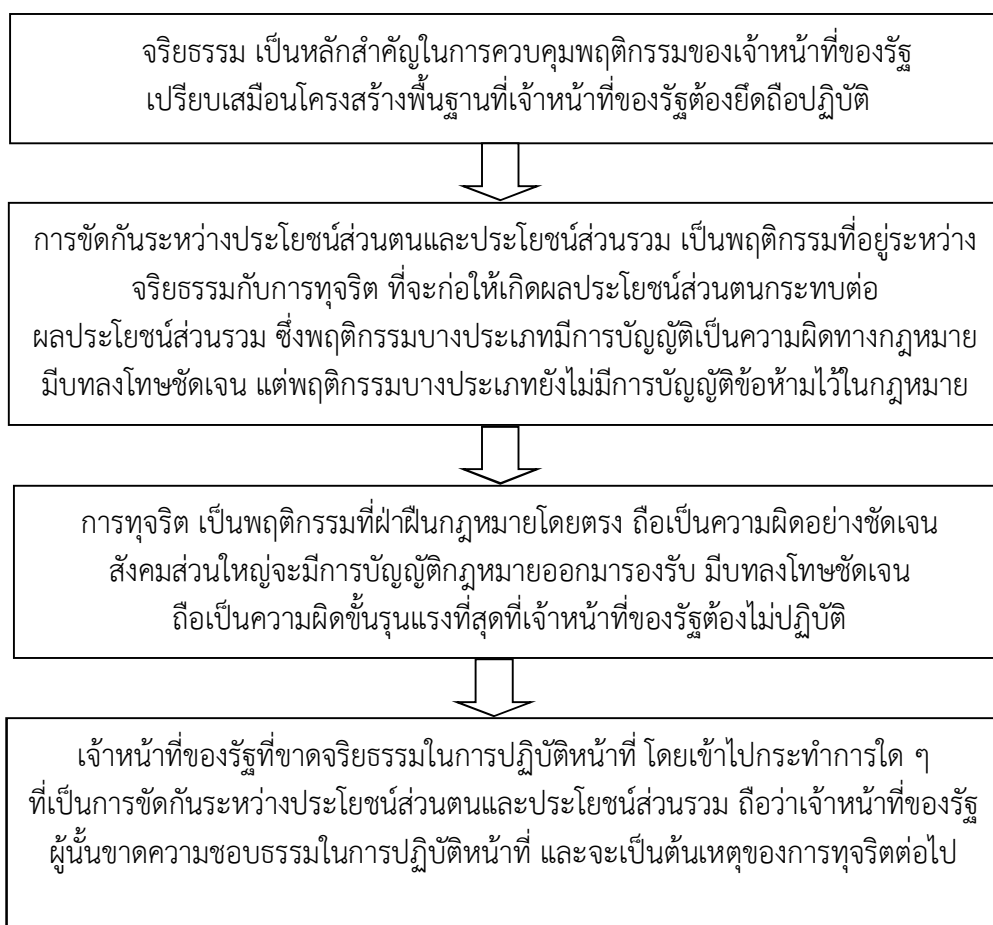 จริยธรรม เป็นหลักสำคัญในการควบคุมพฤติกรรมของเจ้าหน้าที่ของรัฐ
เปรียบเสมือนโครงสร้างพื้นฐานที่เจ้าหน้าที่ของรัฐต้องยึดถือปฏิบัติ
การขัดกันระหว่างประโยชน์ส่วนตนและประโยชน์ส่วนรวม เป็นพฤติกรรมที่อยู่ระหว่าง
จริยธรรมกับการทุจริต ที่จะก่อให้เกิดผลประโยชน์ส่วนตนกระทบต่อ
ผลประโยชน์ส่วนรวม ซึ่งพฤติกรรมบางประเภทมีการบัญญัติเป็นความผิดทางกฎหมาย
มีบทลงโทษชัดเจน แต่พฤติกรรมบางประเภทยังไม่มีการบัญญัติข้อห้ามไว้ในกฎหมาย
การทุจริต เป็นพฤติกรรมที่ฝ่าฝืนกฎหมายโดยตรง ถือเป็นความผิดอย่างชัดเจน
สังคมส่วนใหญ่จะมีการบัญญัติกฎหมายออกมารองรับ มีบทลงโทษชัดเจน
ถือเป็นความผิดขั้นรุนแรงที่สุดที่เจ้าหน้าที่ของรัฐต้องไม่ปฏิบัติ
เจ้าหน้าที่ของรัฐที่ขาดจริยธรรมในการปฏิบัติหน้าที่ โดยเข้าไปกระทำการใด ๆ
ที่เป็นการขัดกันระหว่างประโยชน์ส่วนตนและประโยชน์ส่วนรวม ถือว่าเจ้าหน้าที่ของรัฐ
ผู้นั้นขาดความชอบธรรมในการปฏิบัติหน้าที่ และจะเป็นต้นเหตุของการทุจริตต่อไป